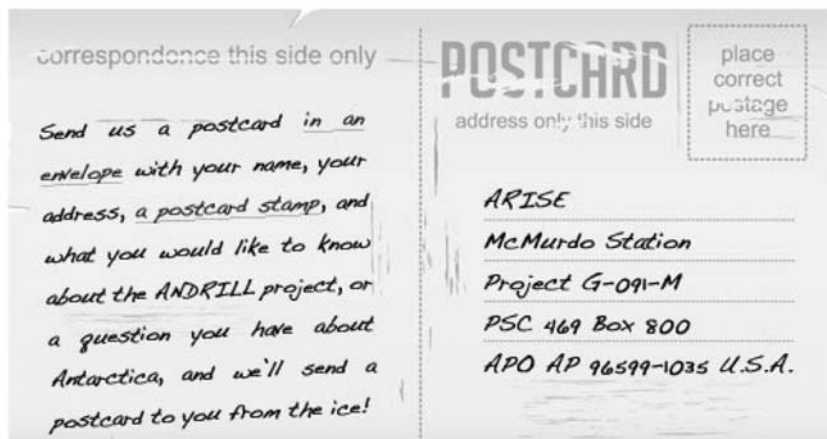 correspondence this side only
Send us a postcard in an
envelope with your name, your
address, a postcard stamp, and
what you would like to know
about the ANDRILL project, or
a question you have about
Antarctica, and we'll send a
postcard to you from the ice!
POSTCARD
address only this side
place
correct
postage
here
ARISE
McMurdo Station
Project G-091-M
PSC 469 Box 800
APO AP 96599-1035 U.S.A.